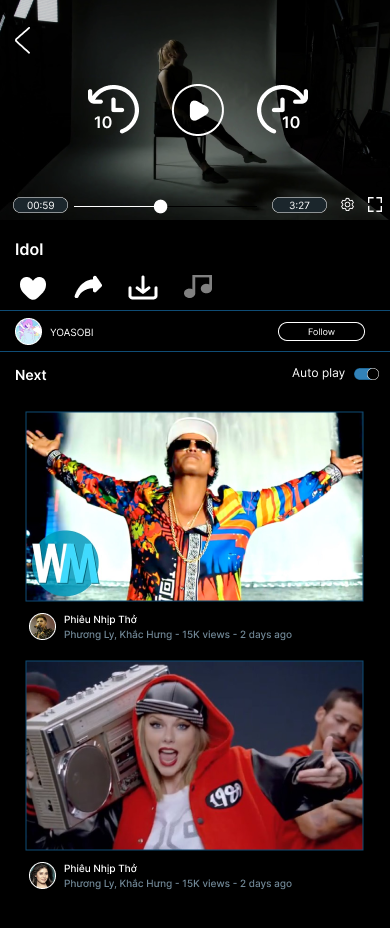 10
10
00:59
3:27
Idol
YOASOBI
Follow
Next
Auto play
WM
Phiêu Nhịp Thở
Phương Ly, Khắc Hưng - 15K views - 2 days ago
1989
Phiêu Nhịp Thở
Phương Ly, Khắc Hưng - 15K views - 2 days ago